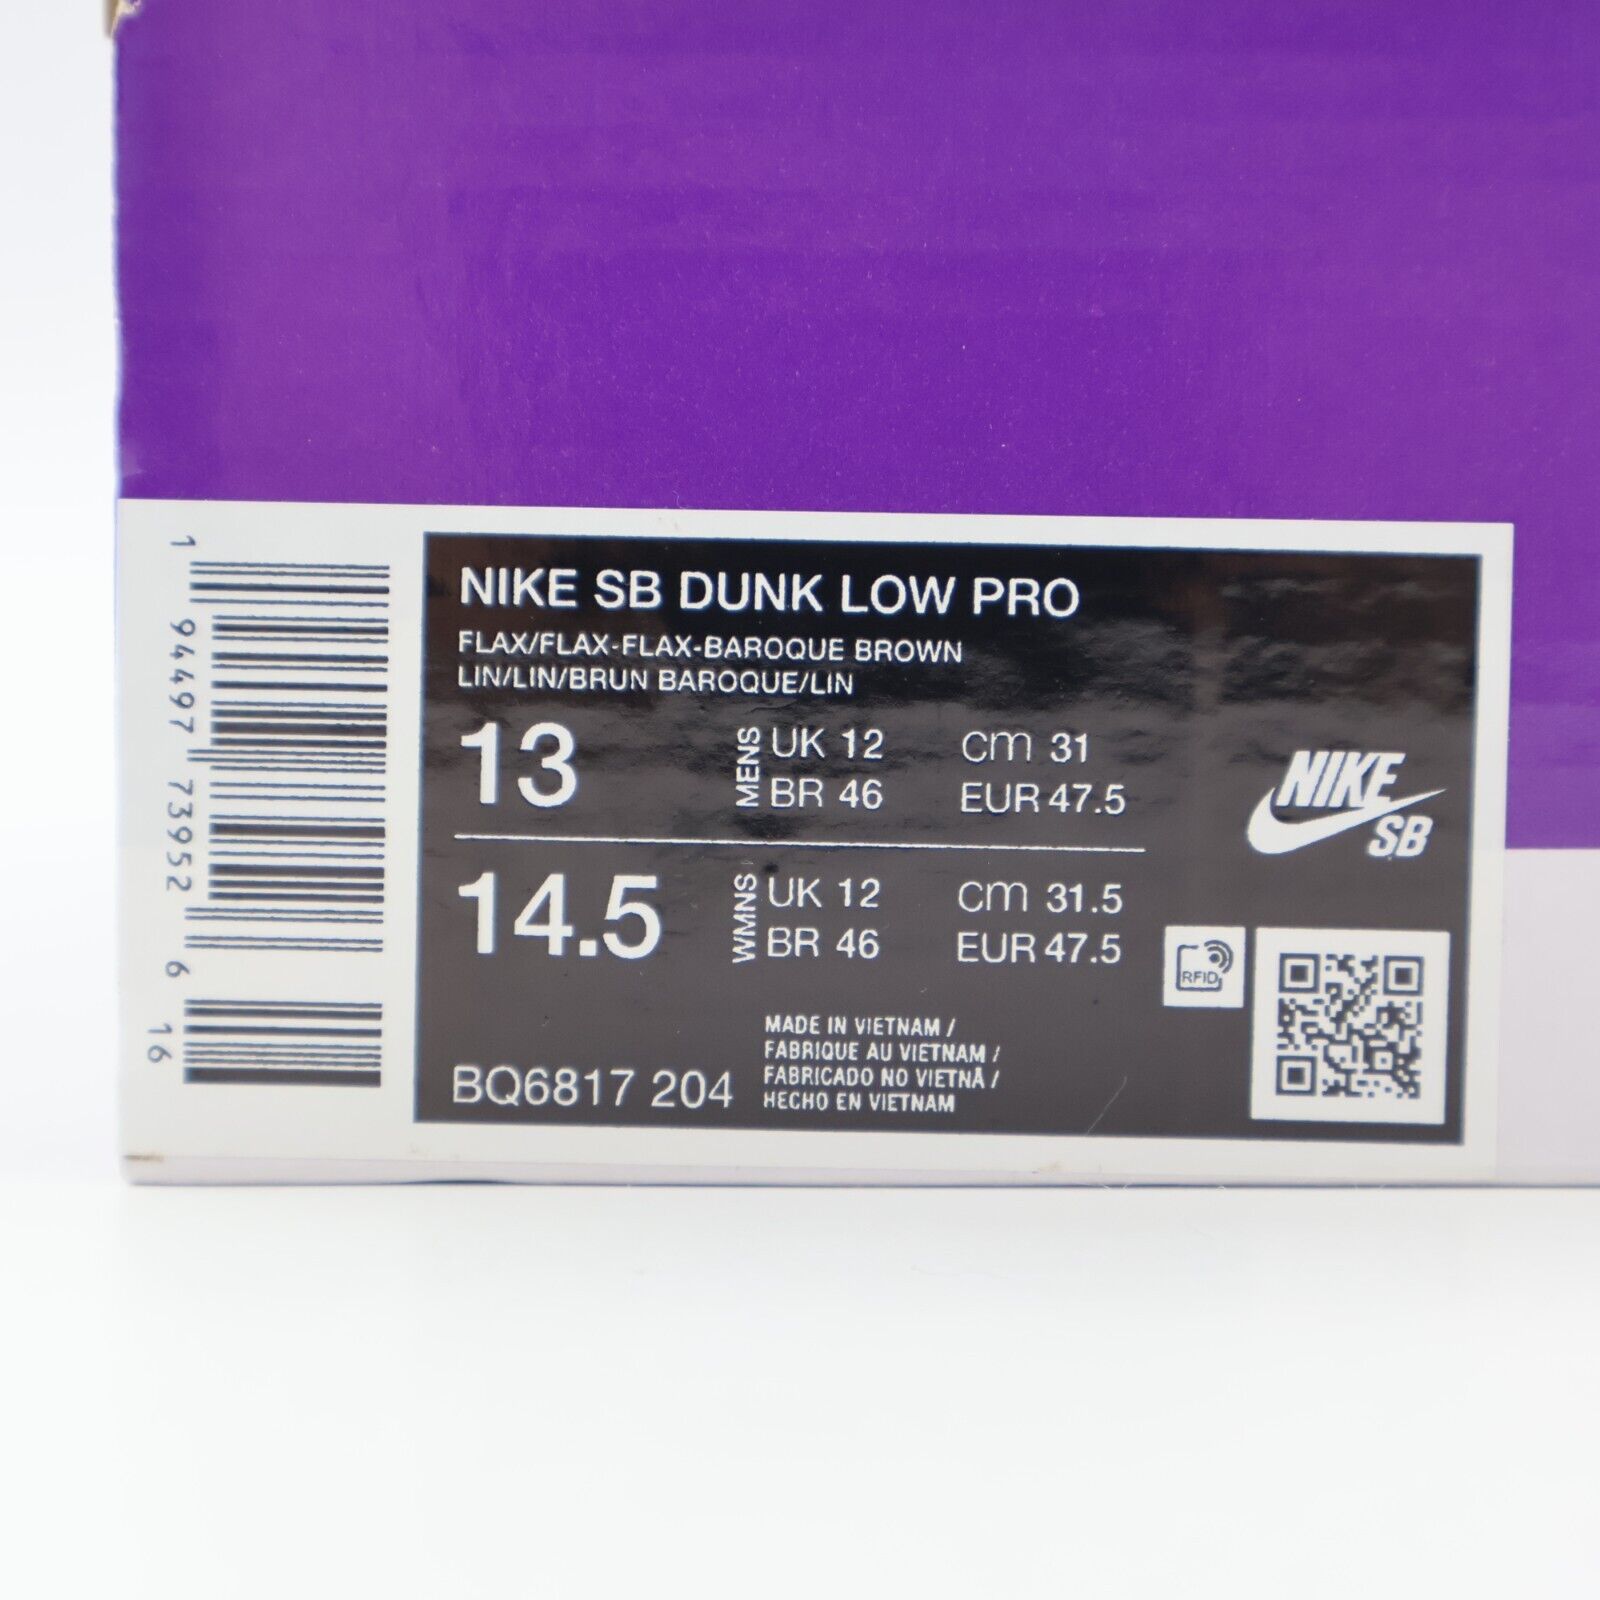 NIKE SB DUNK LOW PRO
FLAX/FLAX-FLAX-BAROQUE BROWN
LIN/LIN/BRUN BAROQUE/LIN
13 MENS UK 12 cm 31
BR 46 EUR 47.5
14.5 WMNS UK 12 cm 31.5
BR 46 EUR 47.5
NIKE
SB
RFID
BQ6817 204
MADE IN VIETNAM /
FABRIQUE AU VIETNAM /
FABRICADO NO VIETNÃ /
HECHO EN VIETNAM
1 94497 73952 6
16